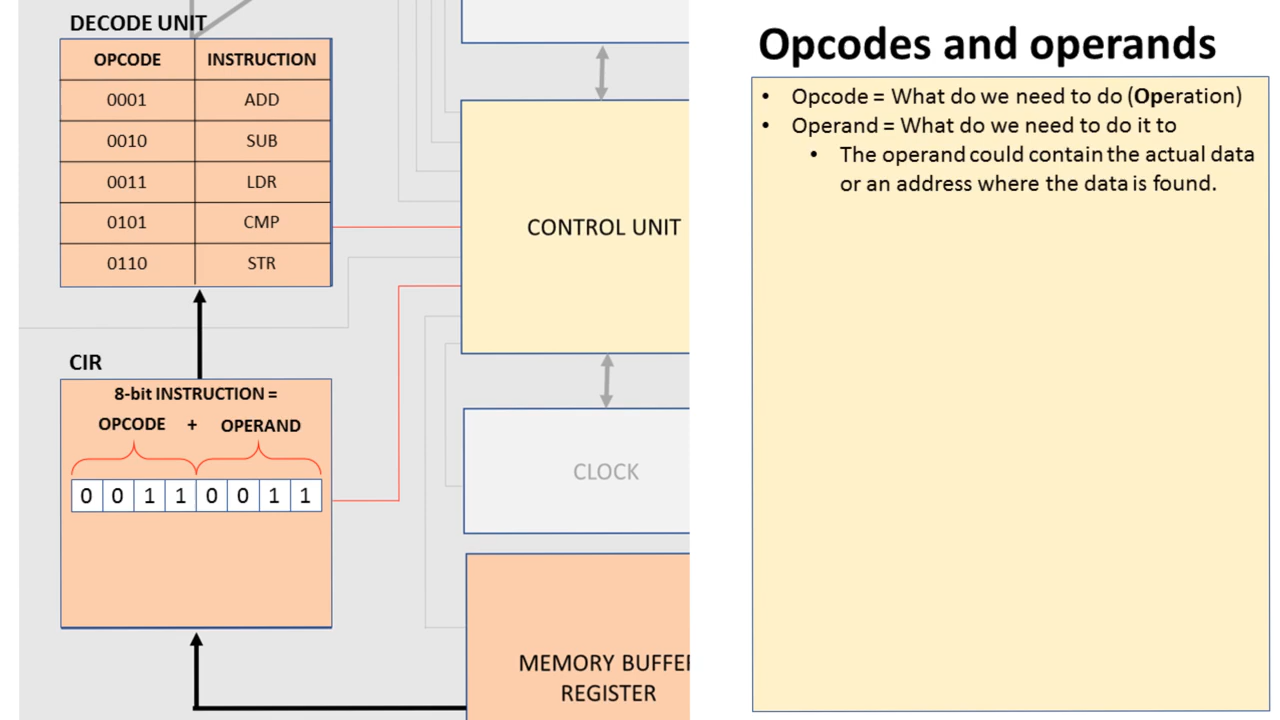 DECODE UNIT
OPCODE INSTRUCTION
0001 ADD
0010 SUB
0011 LDR
0101 CMP
0110 STR
CIR
8-bit INSTRUCTION =
OPCODE + OPERAND
0 0 1 1 0 0 1 1
CONTROL UNIT
CLOCK
MEMORY BUFFER
REGISTER
Opcodes and operands
• Opcode = What do we need to do (Operation)
• Operand = What do we need to do it to
• The operand could contain the actual data
or an address where the data is found.